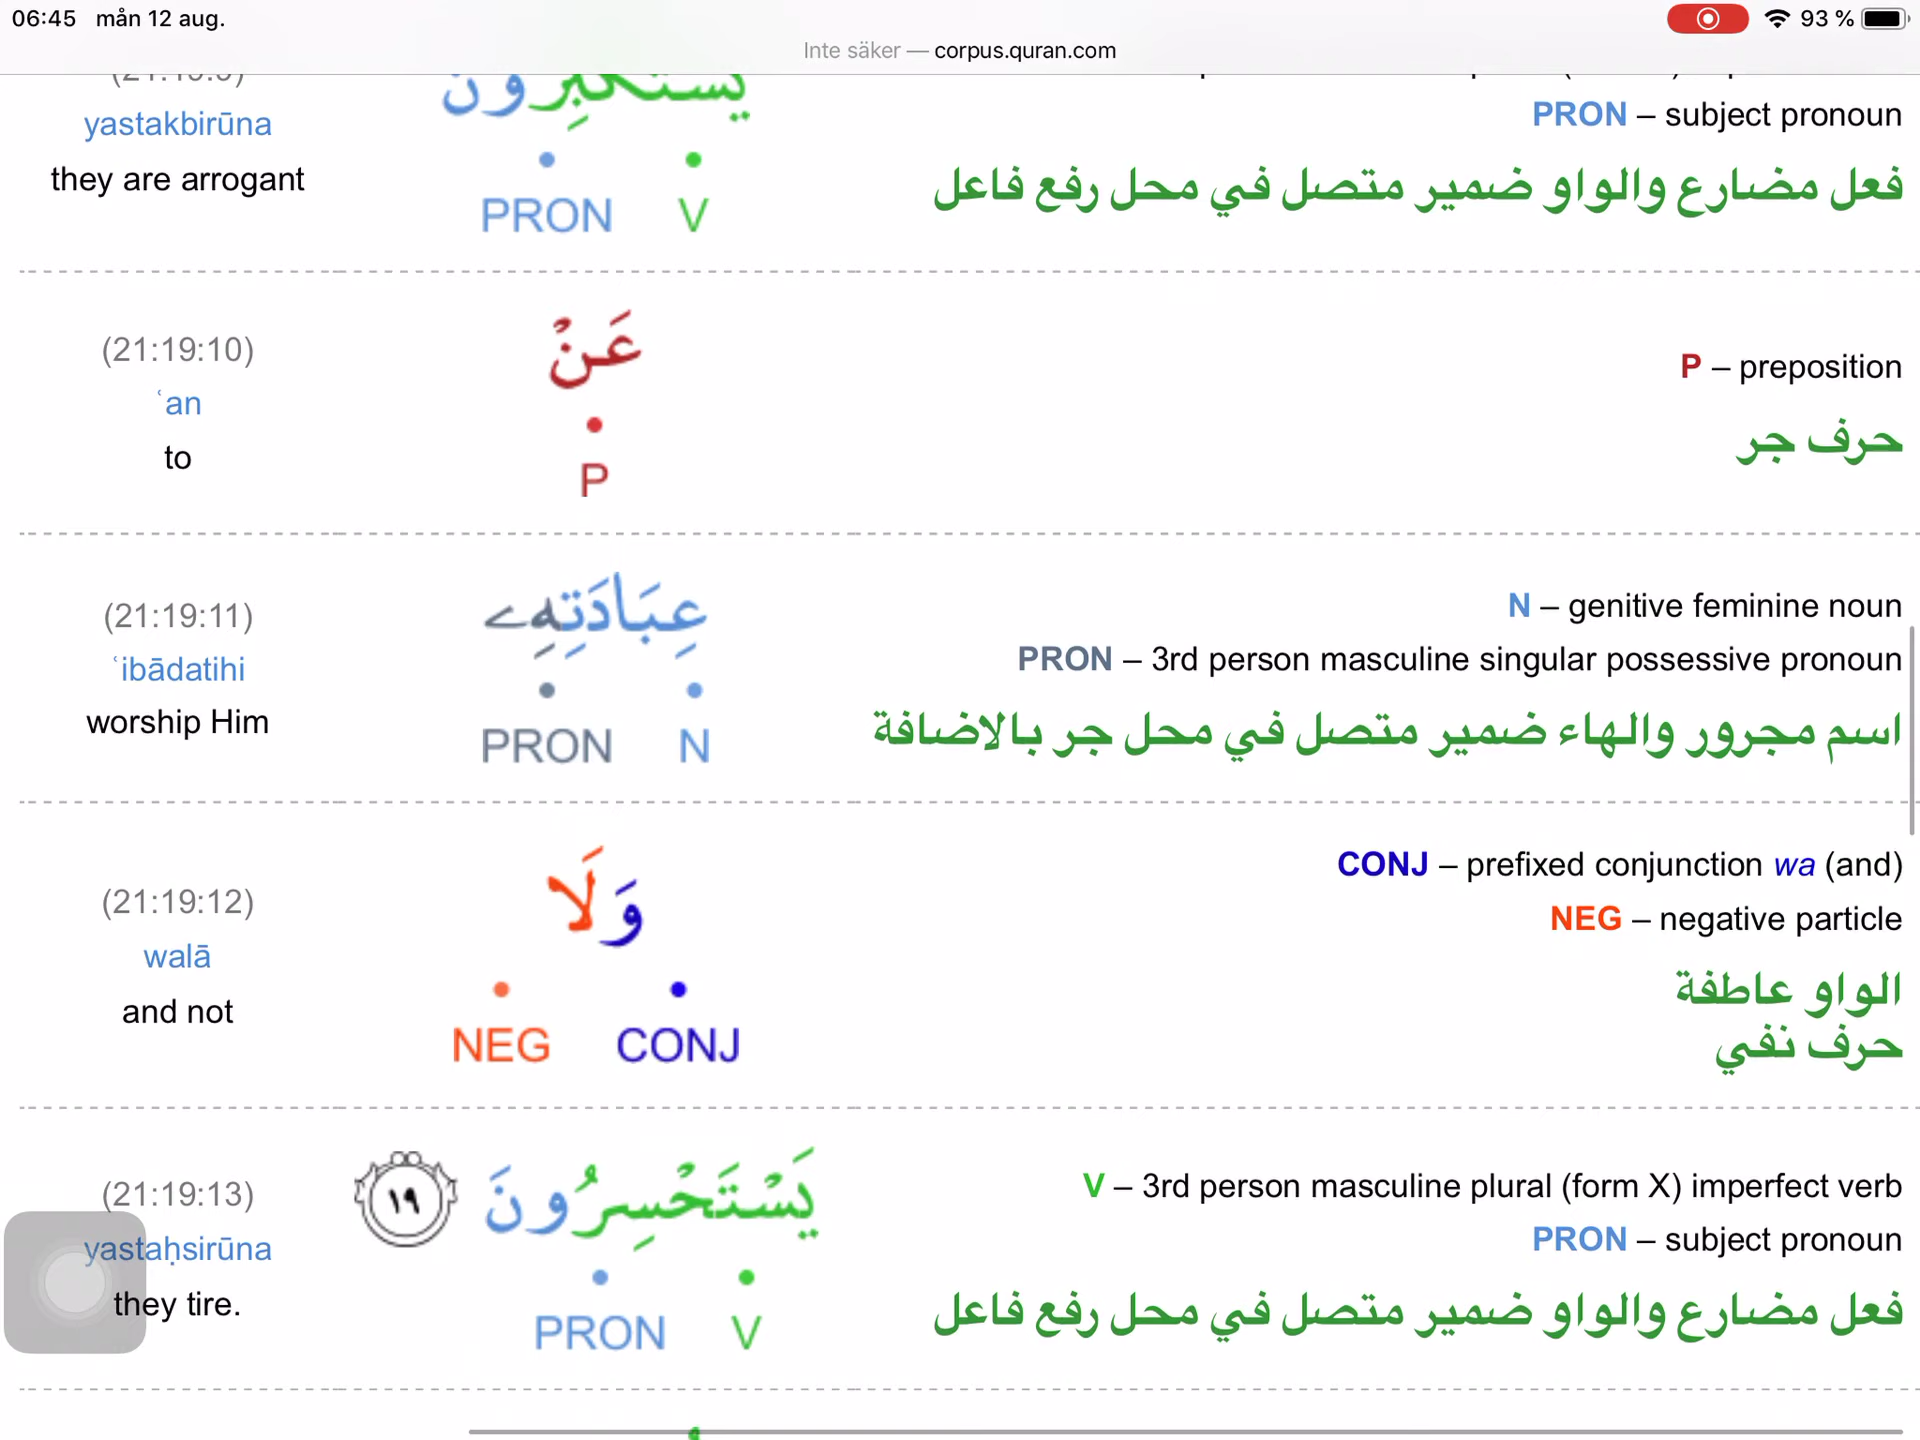 06:45 mån 12 aug.
93 %
Inte säker — corpus.quran.com
yastakbirūna
they are arrogant
PRON V
PRON – subject pronoun
فعل مضارع والواو ضمير متصل في محل رفع فاعل
(21:19:10)
ʿan
to
عَنْ
P
P – preposition
حرف جر
(21:19:11)
ʿibādatihi
worship Him
عِبَادَتِهِۦ
PRON N
N – genitive feminine noun
PRON – 3rd person masculine singular possessive pronoun
اسم مجرور والهاء ضمير متصل في محل جر بالاضافة
(21:19:12)
walā
and not
وَلَا
NEG CONJ
CONJ – prefixed conjunction wa (and)
NEG – negative particle
الواو عاطفة
حرف نفي
(21:19:13)
yastaḥsirūna
they tire.
يَسْتَحْسِرُونَ ١٩
PRON V
V – 3rd person masculine plural (form X) imperfect verb
PRON – subject pronoun
فعل مضارع والواو ضمير متصل في محل رفع فاعل